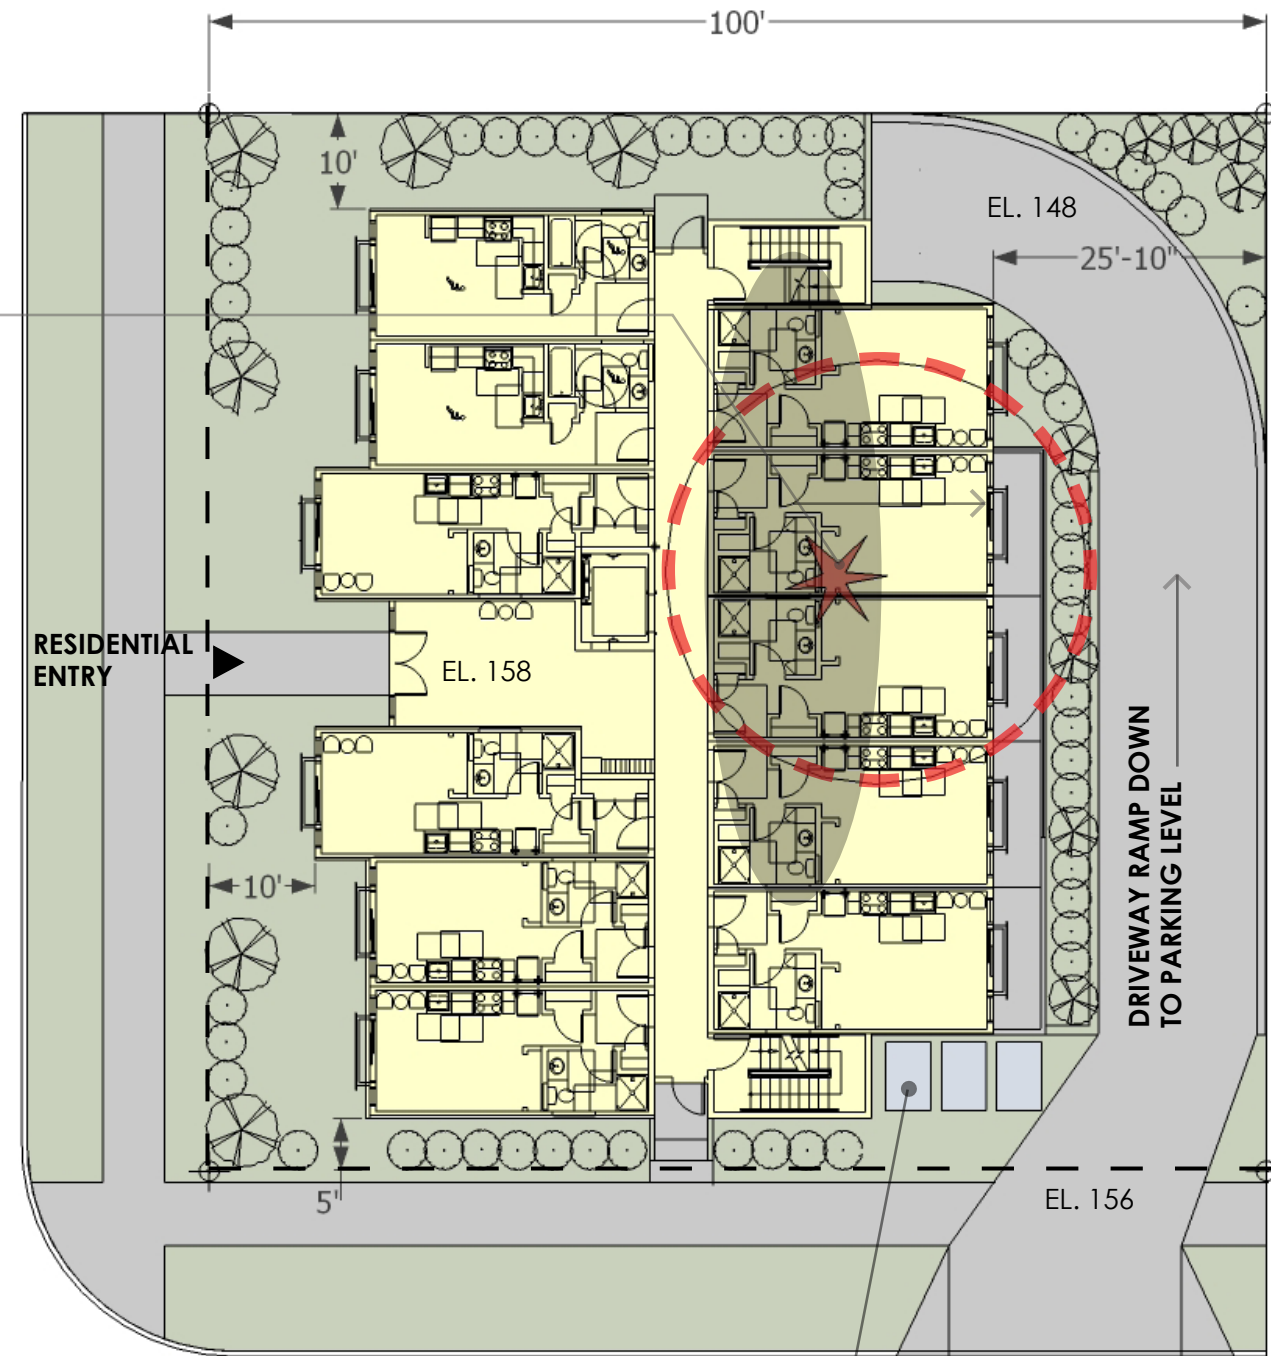 100'
10'
EL. 148
25'-10"
RESIDENTIAL
ENTRY
EL. 158
DRIVEWAY RAMP DOWN
TO PARKING LEVEL
10'
5'
EL. 156